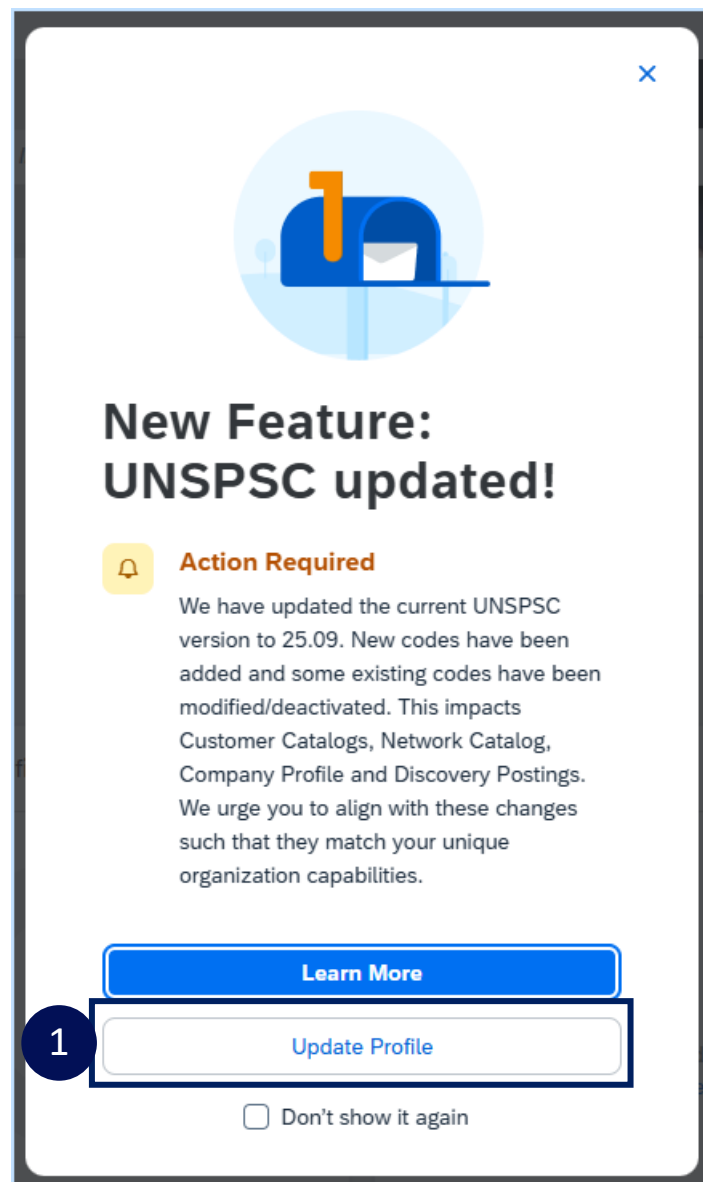 New Feature:
UNSPSC updated!
Action Required
We have updated the current UNSPSC
version to 25.09. New codes have been
added and some existing codes have been
modified/deactivated. This impacts
Customer Catalogs, Network Catalog,
Company Profile and Discovery Postings.
We urge you to align with these changes
such that they match your unique
organization capabilities.
Learn More
1
Update Profile
Don't show it again